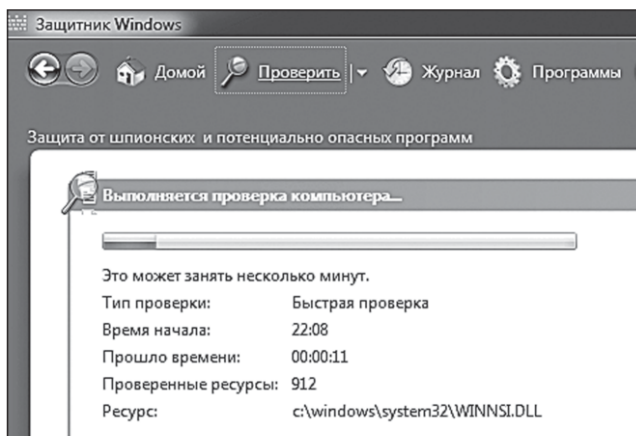 Защитник Windows
Домой Проверить Журнал Программы
Защита от шпионских и потенциально опасных программ
Выполняется проверка компьютера...
Это может занять несколько минут.
Тип проверки: Быстрая проверка
Время начала: 22:08
Прошло времени: 00:00:11
Проверенные ресурсы: 912
Ресурс: c:\windows\system32\WINNSI.DLL